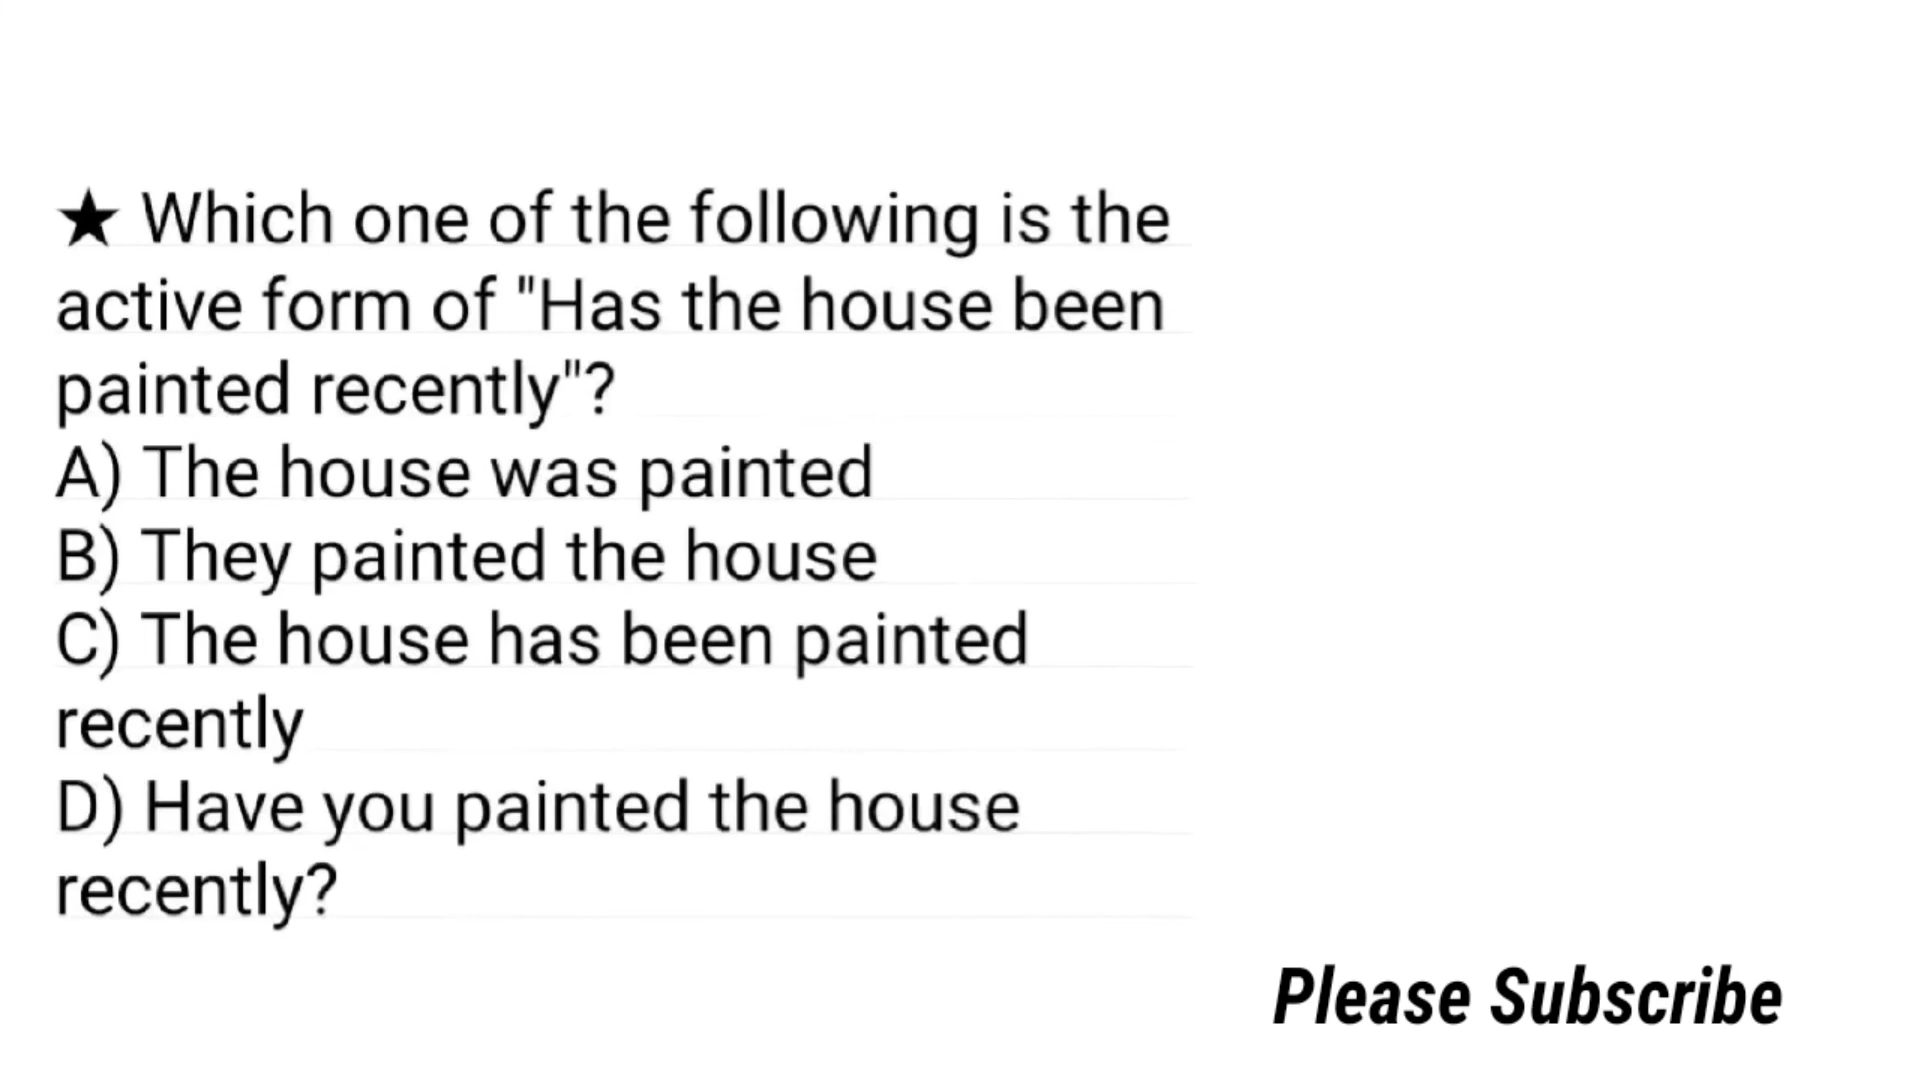 ★ Which one of the following is the
active form of "Has the house been
painted recently"?
A) The house was painted
B) They painted the house
C) The house has been painted
recently
D) Have you painted the house
recently?
Please Subscribe